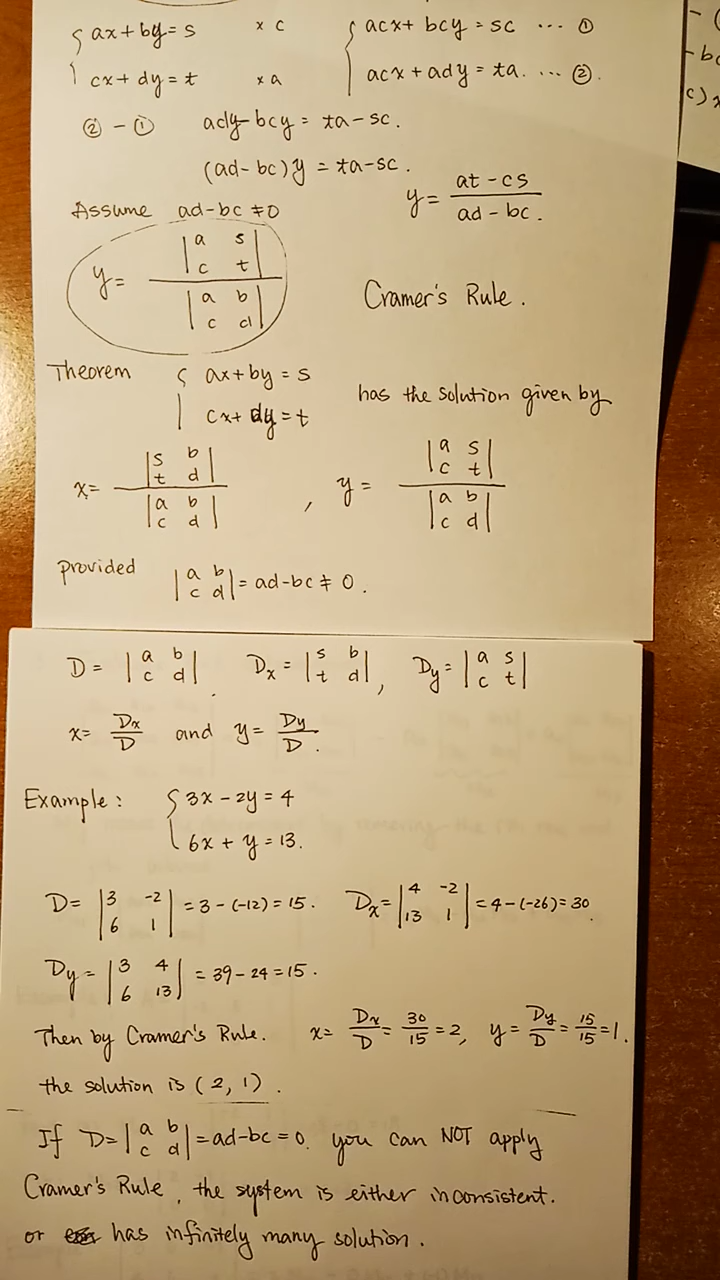 { ax + by = s × c { acx + bcy = sc ... ①
cx + dy = t × a acx + ady = ta. ... ②.
② - ① ady - bcy = ta - sc.
(ad - bc) y = ta - sc.
Assume ad - bc ≠ 0 y = (at - cs) / (ad - bc).
y = |a s; c t| / |a b; c d| Cramer's Rule.
Theorem { ax + by = s
cx + dy = t has the solution given by
x = |s b; t d| / |a b; c d| , y = |a s; c t| / |a b; c d|
provided |a b; c d| = ad - bc ≠ 0.
D = |a b; c d|. Dx = |s b; t d|, Dy = |a s; c t|
x = Dx/D and y = Dy/D.
Example: { 3x - 2y = 4
6x + y = 13.
D = |3 -2; 6 1| = 3 - (-12) = 15. Dx = |4 -2; 13 1| = 4 - (-26) = 30.
Dy = |3 4; 6 13| = 39 - 24 = 15.
Then by Cramer's Rule. x = Dx/D = 30/15 = 2, y = Dy/D = 15/15 = 1.
the solution is (2, 1).
If D = |a b; c d| = ad - bc = 0. you can NOT apply
Cramer's Rule, the system is either inconsistent.
or has infinitely many solution.